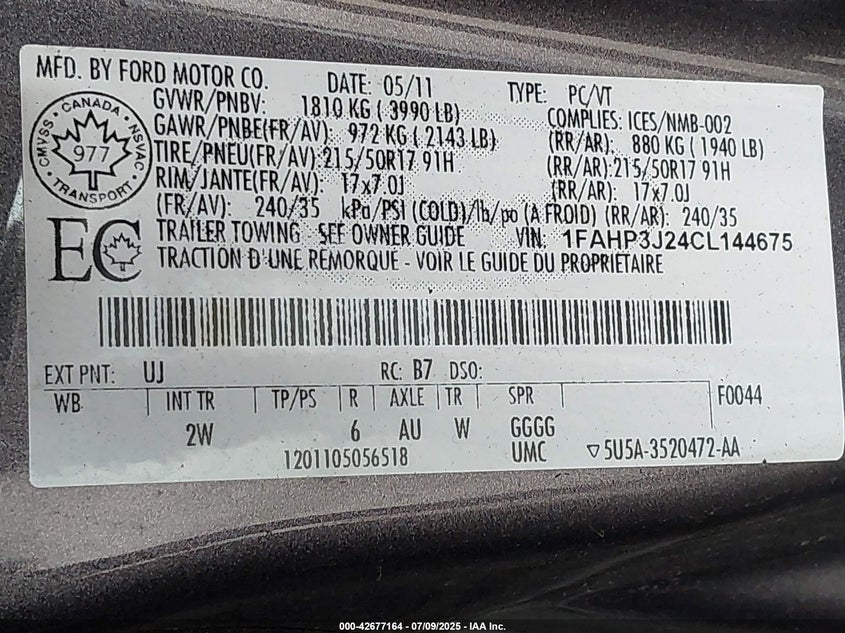 MFD. BY FORD MOTOR CO. DATE: 05/11 TYPE: PC/VT
GVWR/PNBV: 1810 KG ( 3990 LB) COMPLIES: ICES/NMB-002
GAWR/PNBE(FR/AV): 972 KG ( 2143 LB) (RR/AR): 880 KG ( 1940 LB)
TIRE/PNEU(FR/AV): 215/50R17 91H (RR/AR): 215/50R17 91H
RIM/JANTE(FR/AV): 17x7.0J (RR/AR): 17x7.0J
(FR/AV): 240/35 kPa/PSI (COLD)/lb/po (A FROID) (RR/AR): 240/35
TRAILER TOWING SEE OWNER GUIDE VIN: 1FAHP3J24CL144675
TRACTION D'UNE REMORQUE - VOIR LE GUIDE DU PROPRIÉTAIRE
CMVSS · CANADA · NSVAC
977
· TRANSPORT ·
EC
EXT PNT: UJ RC: B7 DSO:
WB INT TR TP/PS R AXLE TR SPR F0044
2W 6 AU W GGGG
1201105056518 UMC ▽5U5A-3520472-AA
000-42677164 / 07/09/2025 - IAA Inc.